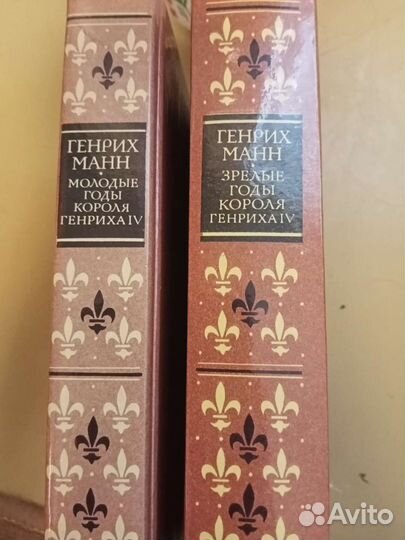 ГЕНРИХ
МАНН
МОЛОДЫЕ
ГОДЫ
КОРОЛЯ
ГЕНРИХА IV
ГЕНРИХ
МАНН
ЗРЕЛЫЕ
ГОДЫ
КОРОЛЯ
ГЕНРИХА IV
Avito